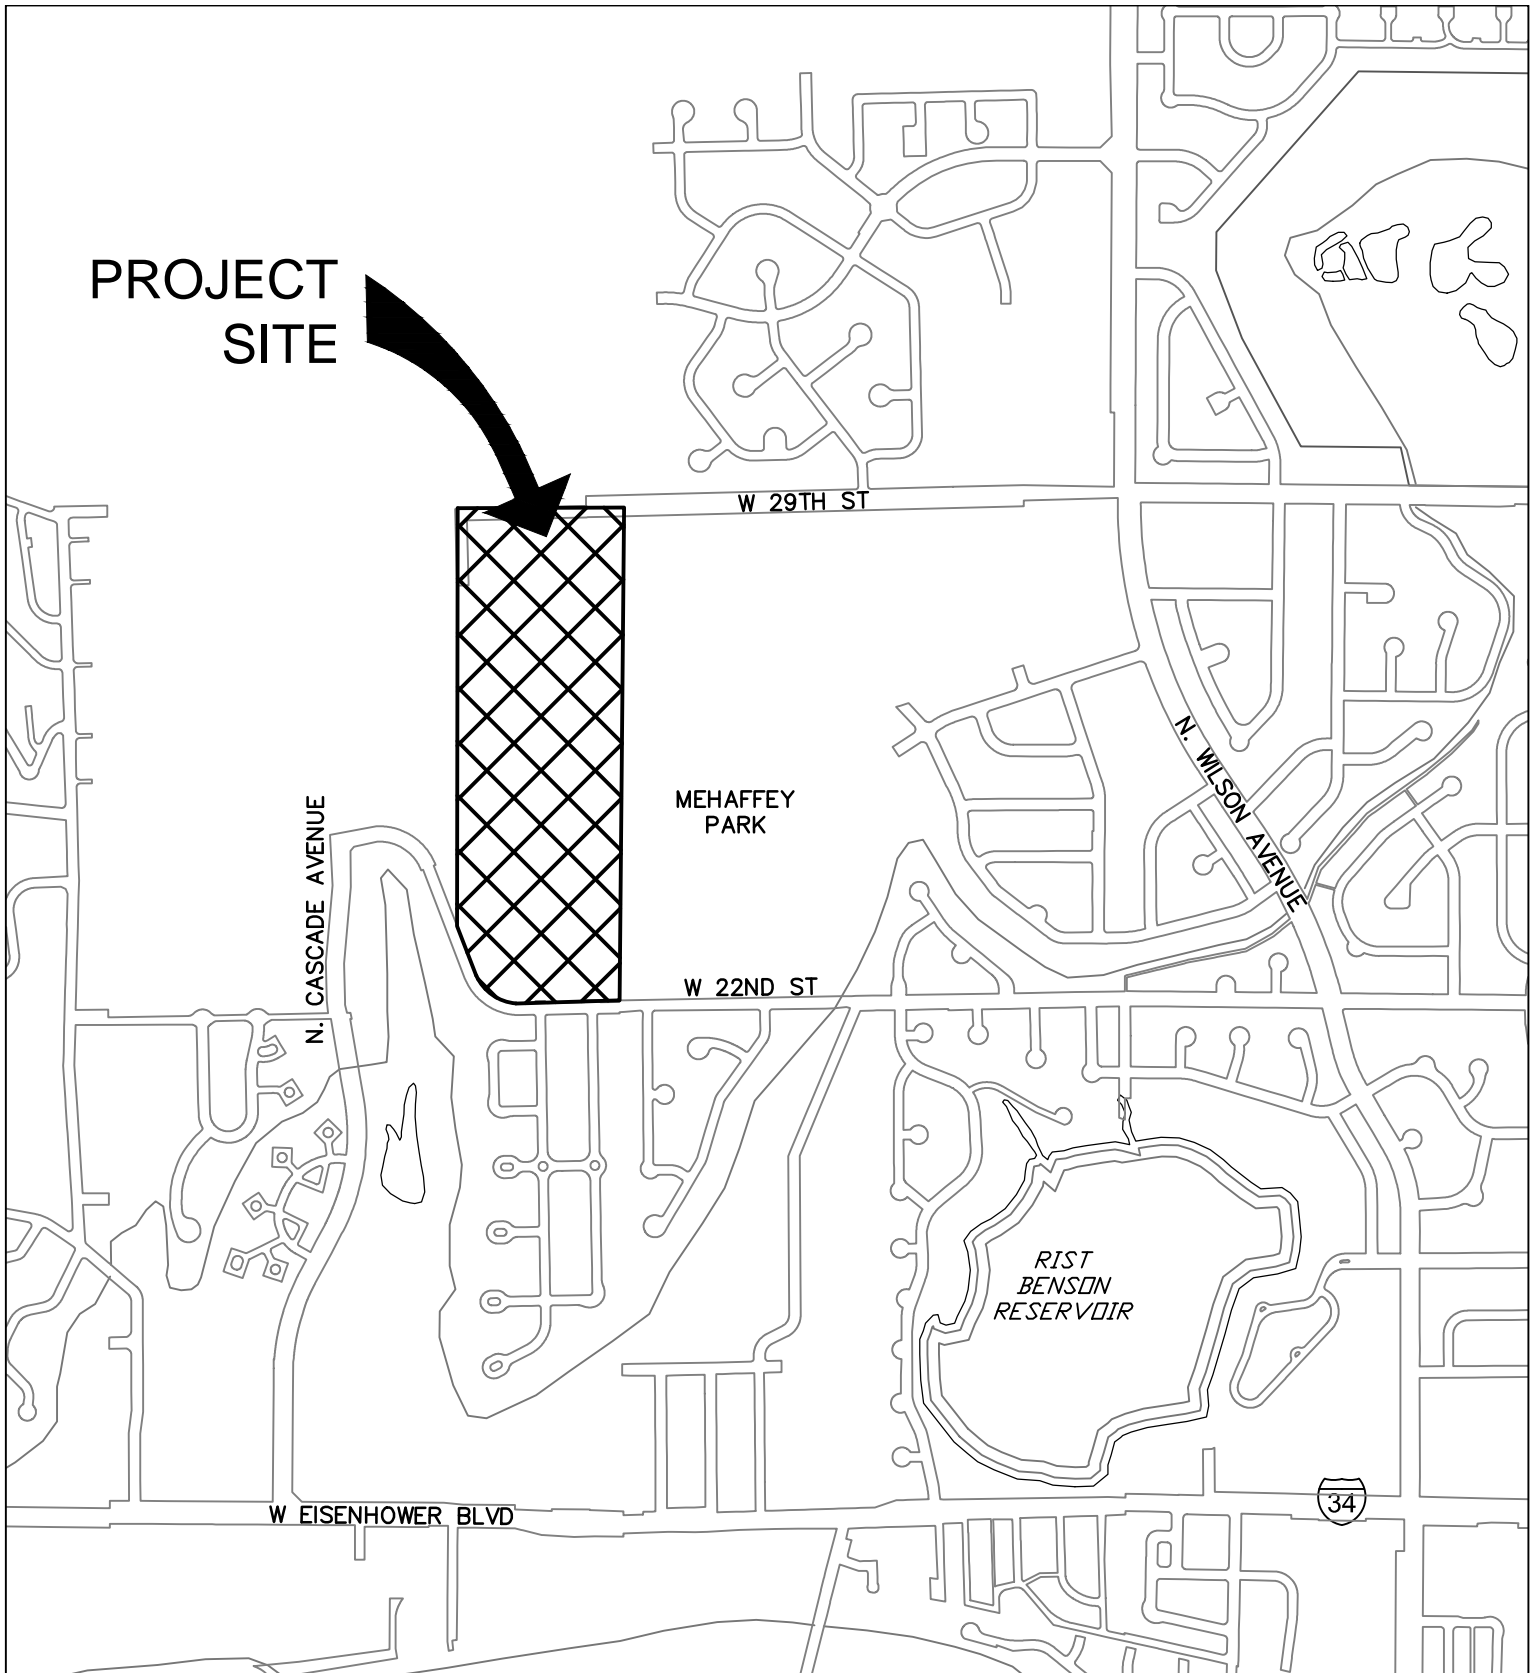 PROJECT
SITE
W 29TH ST
N. WILSON AVENUE
MEHAFFEY
PARK
N. CASCADE AVENUE
W 22ND ST
RIST
BENSON
RESERVOIR
34
W EISENHOWER BLVD